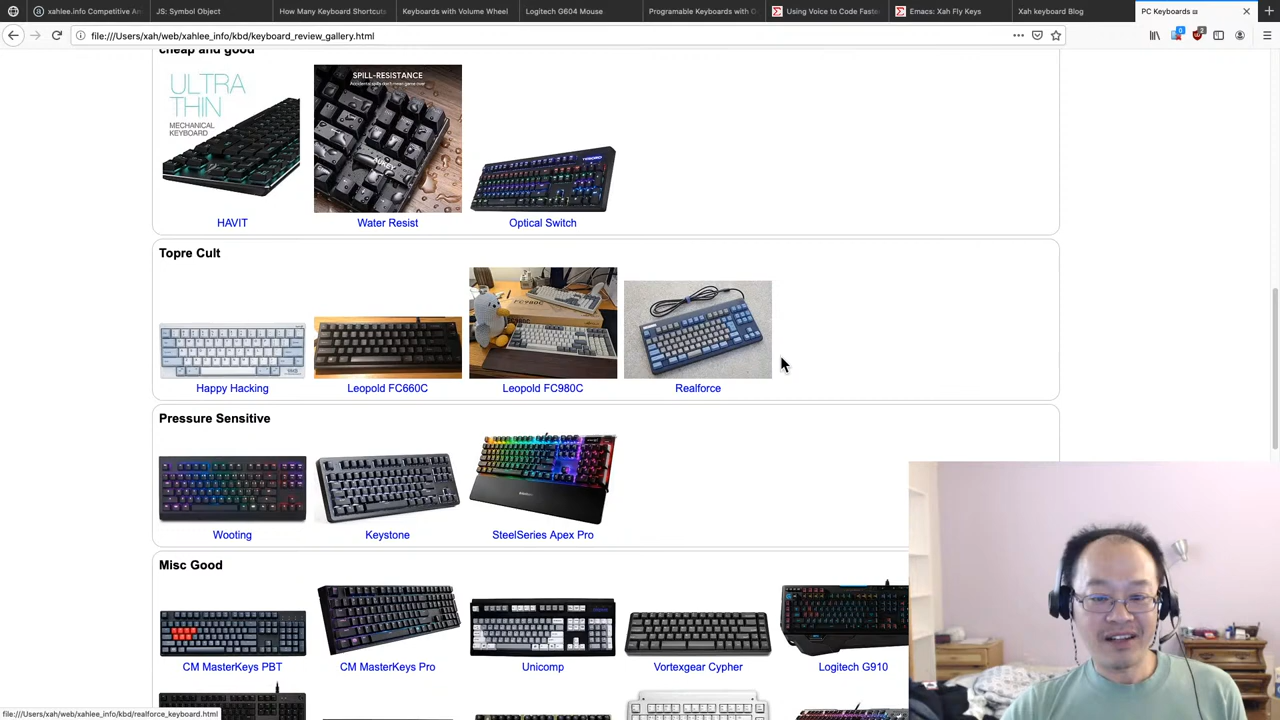 xahlee.info Competitive An
JS: Symbol Object
How Many Keyboard Shortcuts
Keyboards with Volume Wheel
Logitech G604 Mouse
Programable Keyboards with O
Using Voice to Code Faste
Emacs: Xah Fly Keys
Xah keyboard Blog
PC Keyboards
file:///Users/xah/web/xahlee_info/kbd/keyboard_review_gallery.html
cheap and good
ULTRA
THIN
MECHANICAL
KEYBOARD
SPILL-RESISTANCE
HAVIT
Water Resist
Optical Switch
Topre Cult
FC980C
Happy Hacking
Leopold FC660C
Leopold FC980C
Realforce
Pressure Sensitive
Wooting
Keystone
SteelSeries Apex Pro
Misc Good
CM MasterKeys PBT
CM MasterKeys Pro
Unicomp
Vortexgear Cypher
Logitech G910
file:///Users/xah/web/xahlee_info/kbd/realforce_keyboard.html